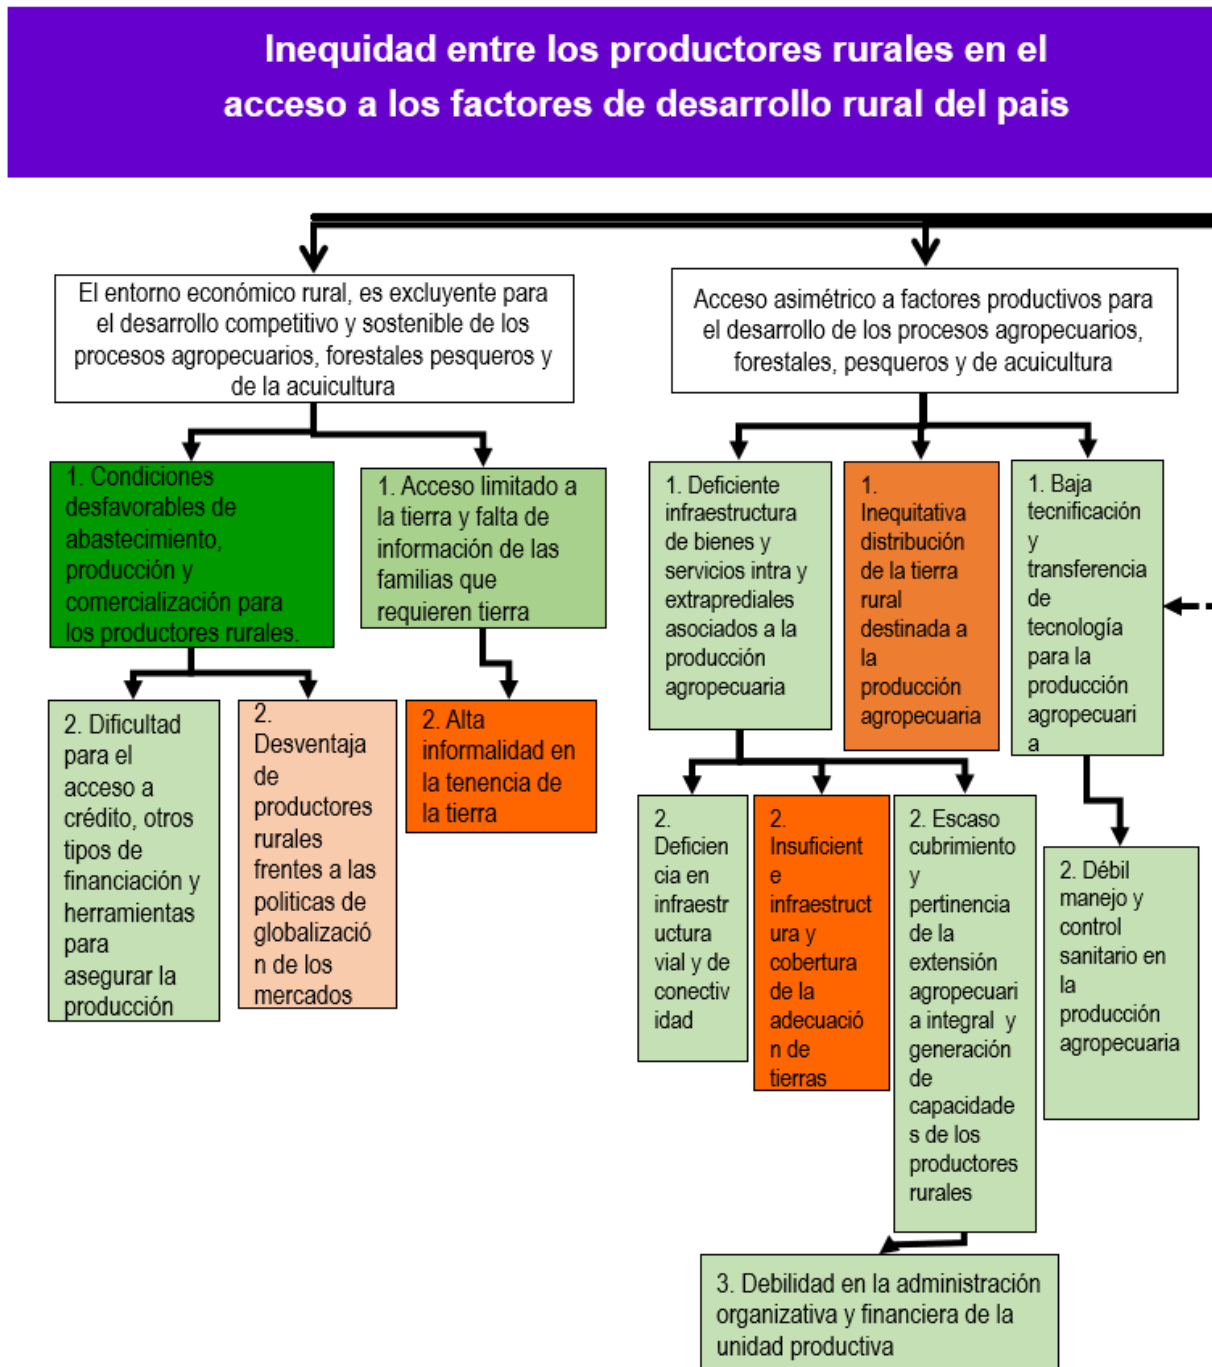 Inequidad entre los productores rurales en el
acceso a los factores de desarrollo rural del pais
El entorno económico rural, es excluyente para
el desarrollo competitivo y sostenible de los
procesos agropecuarios, forestales pesqueros y
de la acuicultura
Acceso asimétrico a factores productivos para
el desarrollo de los procesos agropecuarios,
forestales, pesqueros y de acuicultura
1. Condiciones
desfavorables de
abastecimiento,
producción y
comercialización para
los productores rurales.
1. Acceso limitado a
la tierra y falta de
información de las
familias que
requieren tierra
1. Deficiente
infraestructura
de bienes y
servicios intra y
extraprediales
asociados a la
producción
agropecuaria
1.
Inequitativa
distribución
de la tierra
rural
destinada a
la
producción
agropecuaria
1. Baja
tecnificación
y
transferencia
de
tecnología
para la
producción
agropecuari
a
2. Dificultad
para el
acceso a
crédito, otros
tipos de
financiación y
herramientas
para
asegurar la
producción
2.
Desventaja
de
productores
rurales
frentes a las
politicas de
globalizació
n de los
mercados
2. Alta
informalidad en
la tenencia de
la tierra
2.
Deficien
cia en
infraestr
uctura
vial y de
conectiv
idad
2.
Insuficient
e
infraestruct
ura y
cobertura
de la
adecuació
n de
tierras
2. Escaso
cubrimiento
y
pertinencia
de la
extensión
agropecuari
a integral y
generación
de
capacidade
s de los
productores
rurales
2. Débil
manejo y
control
sanitario en
la
producción
agropecuaria
3. Debilidad en la administración
organizativa y financiera de la
unidad productiva